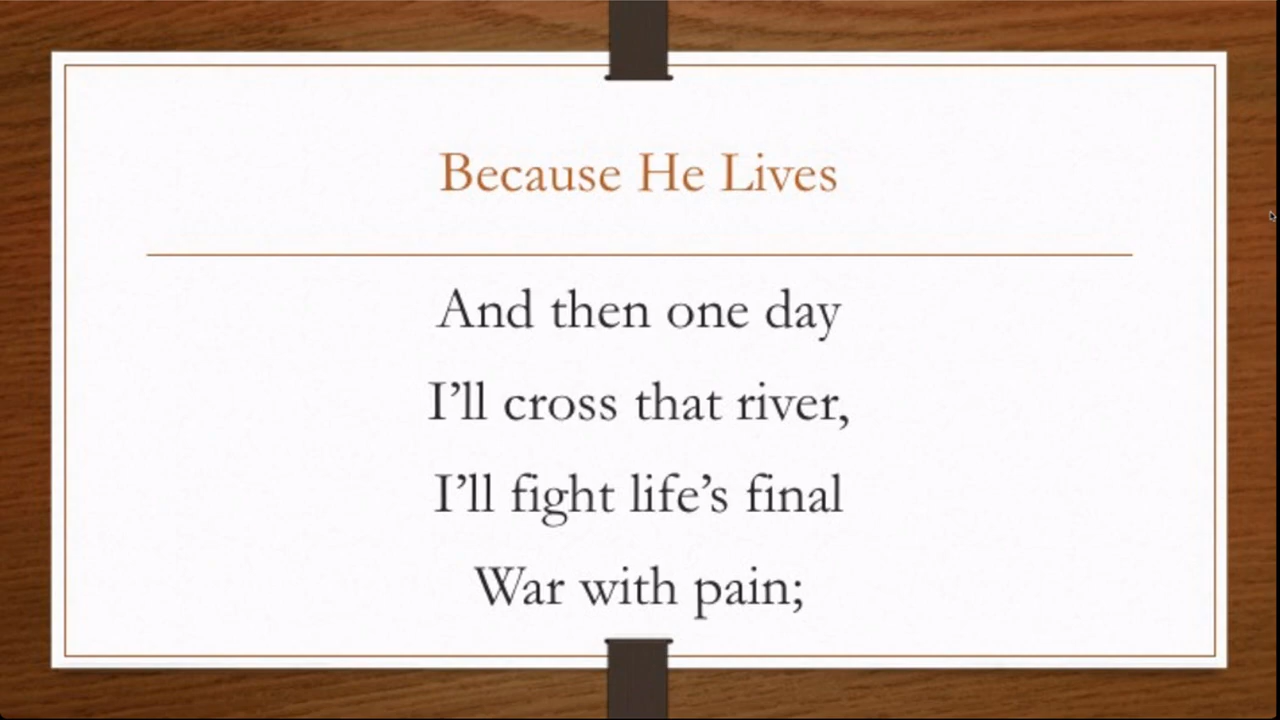 Because He Lives
And then one day
I’ll cross that river,
I’ll fight life’s final
War with pain;